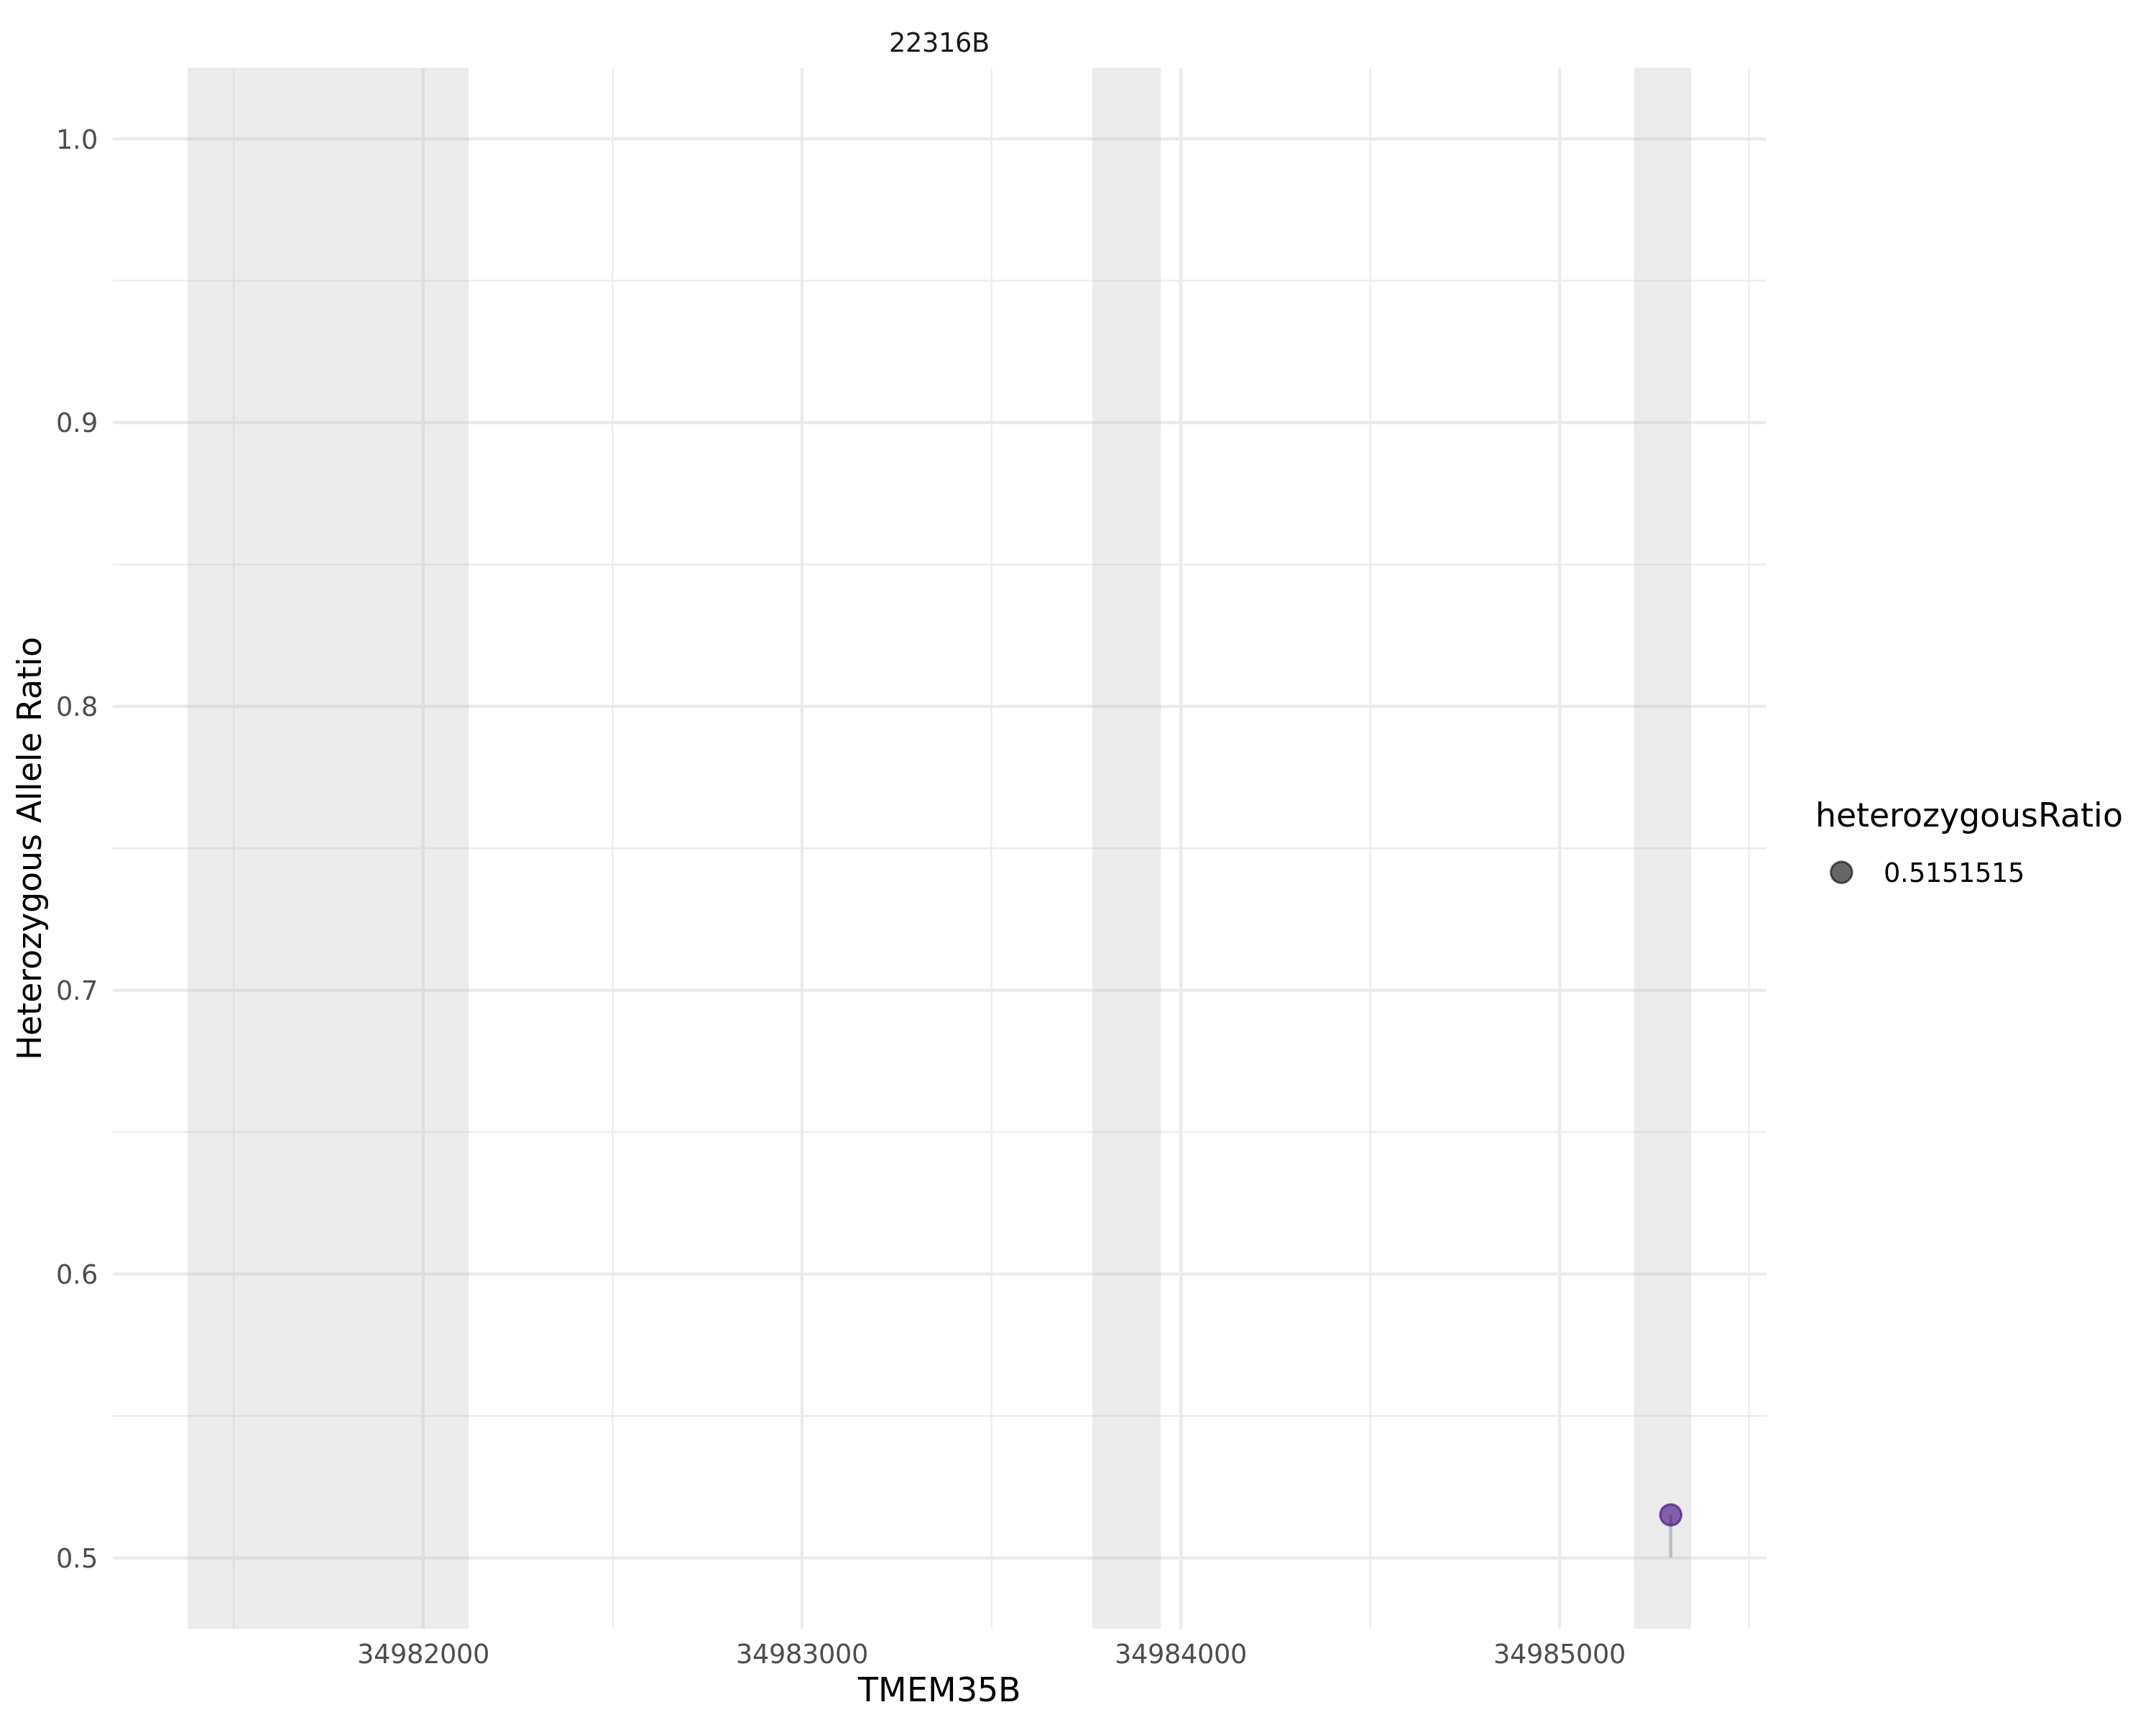 22316B
Heterozygous Allele Ratio
1.0
0.9
0.8
0.7
0.6
0.5
34982000
34983000
34984000
34985000
TMEM35B
heterozygousRatio
0.5151515